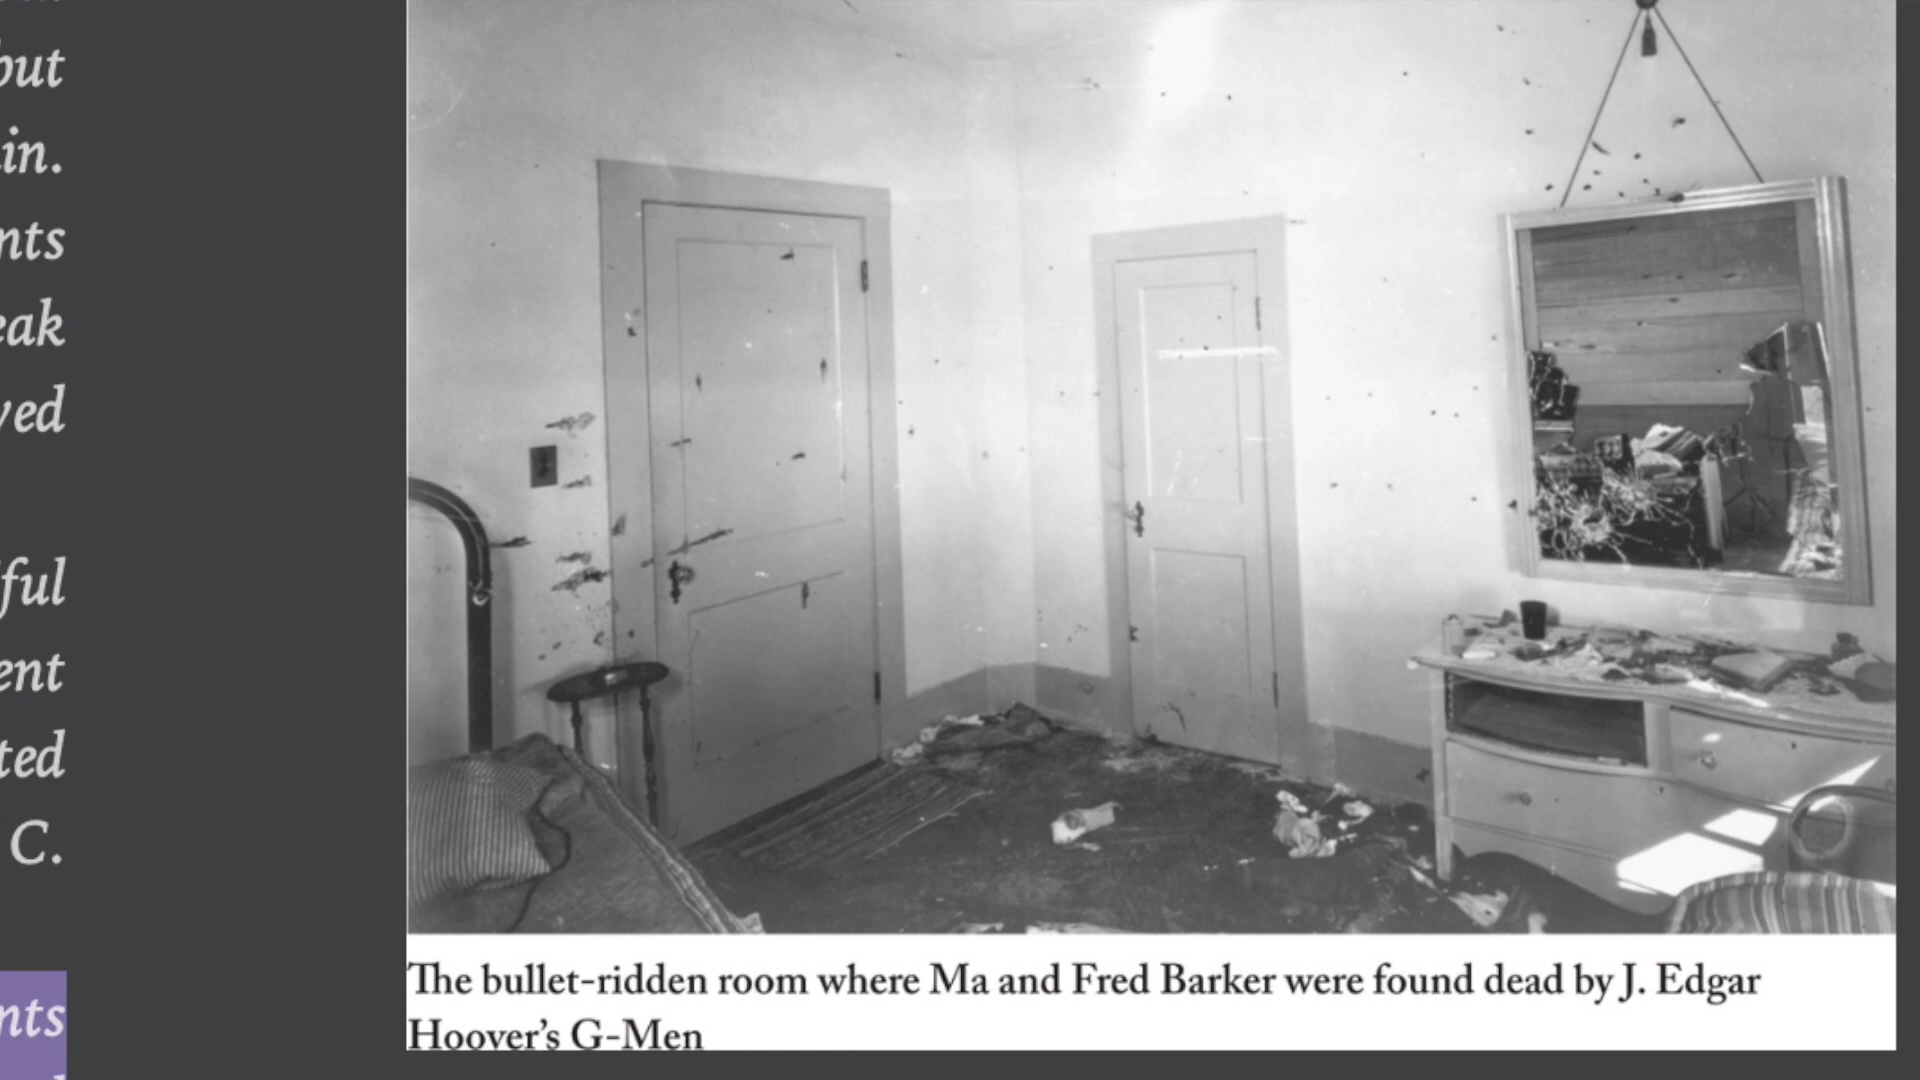 but
in.
nts
eak
ved
ful
ent
ted
C.
nts
The bullet-ridden room where Ma and Fred Barker were found dead by J. Edgar
Hoover's G-Men